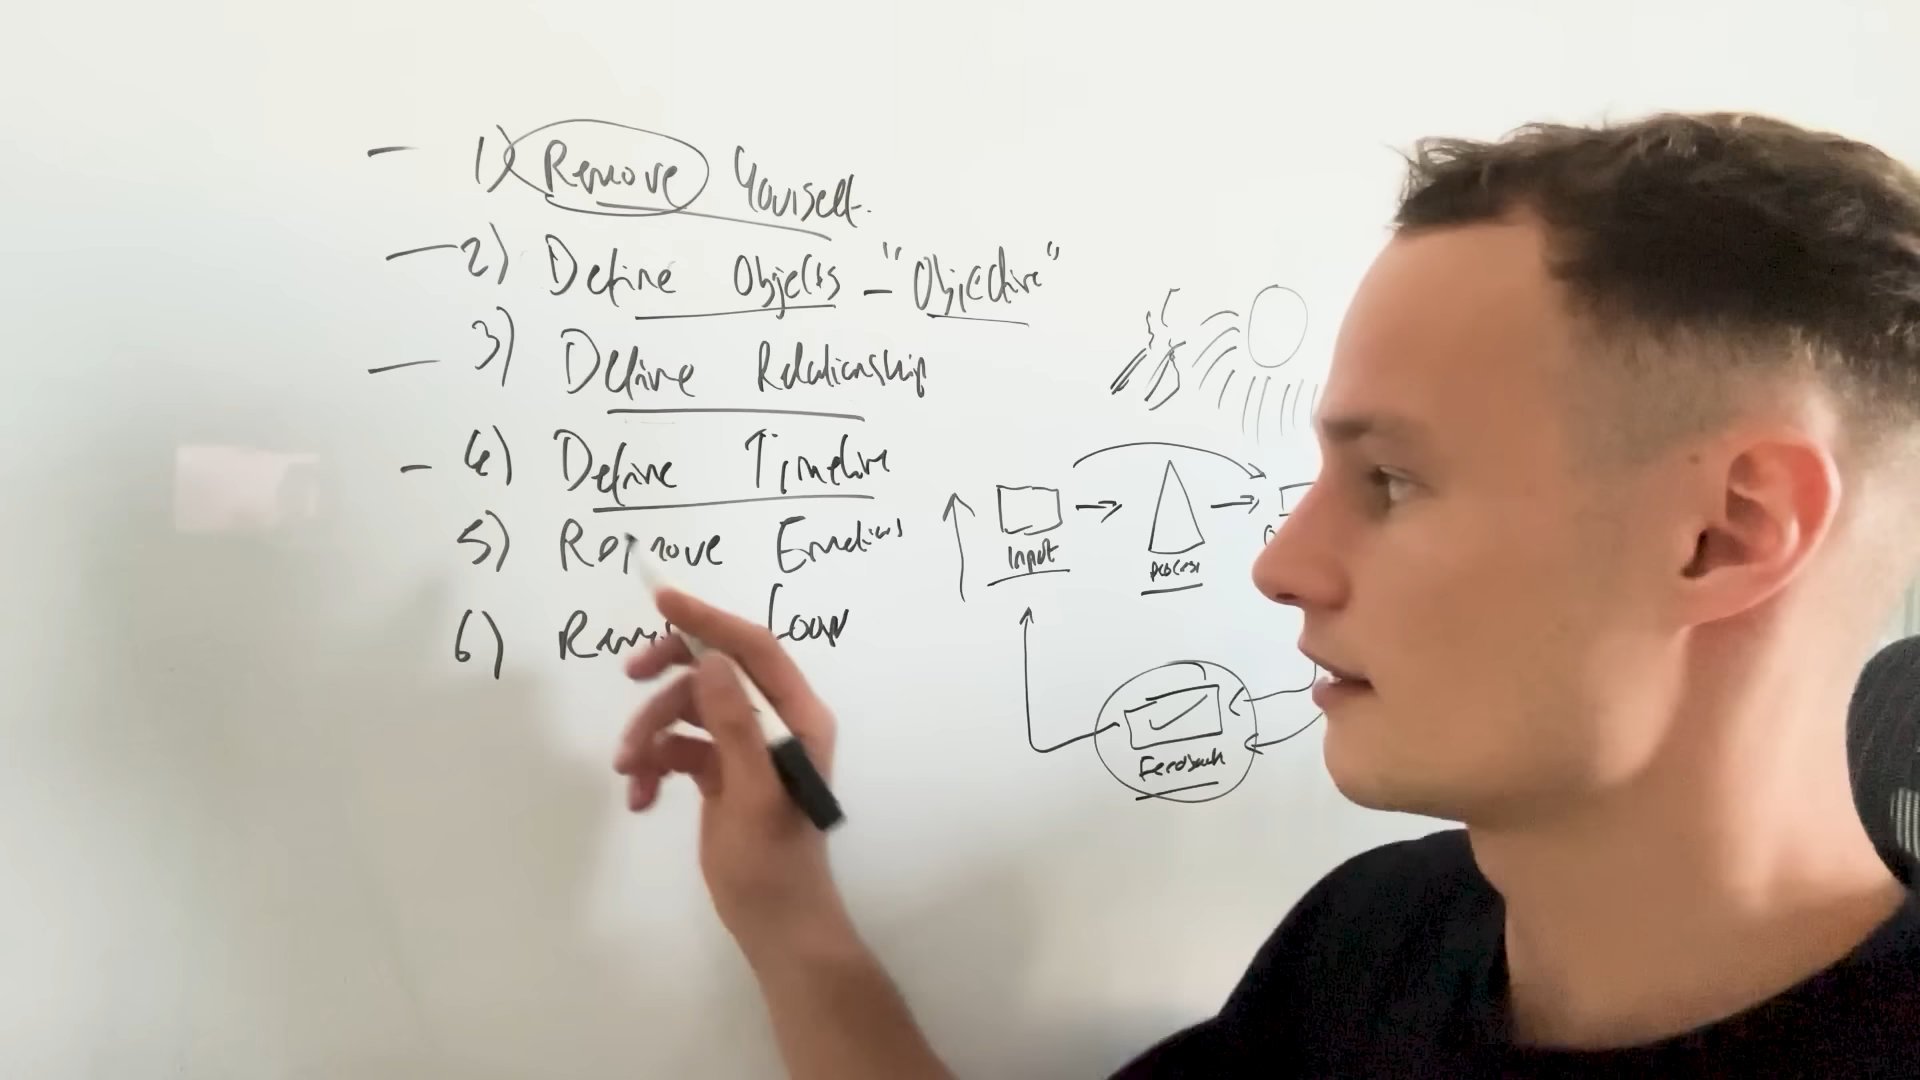 1) Remove Yourself.
2) Define Objects - "Objective"
3) Define Relationship
4) Define Timeline
5) Remove Emotions
6)
Input
process
Feedback